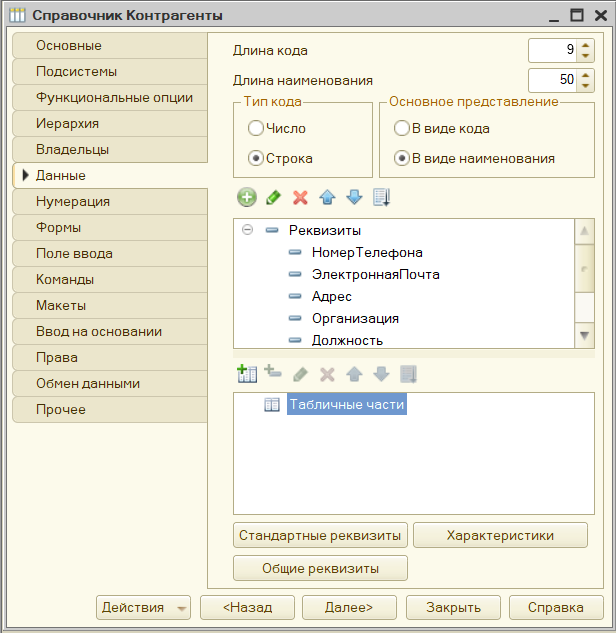 Справочник Контрагенты
Основные
Подсистемы
Функциональные опции
Иерархия
Владельцы
Данные
Нумерация
Формы
Поле ввода
Команды
Макеты
Ввод на основании
Права
Обмен данными
Прочее
Длина кода 9
Длина наименования 50
Тип кода
Число
Строка
Основное представление
В виде кода
В виде наименования
Реквизиты
НомерТелефона
ЭлектроннаяПочта
Адрес
Организация
Должность
Табличные части
Стандартные реквизиты Характеристики
Общие реквизиты
Действия <Назад Далее> Закрыть Справка